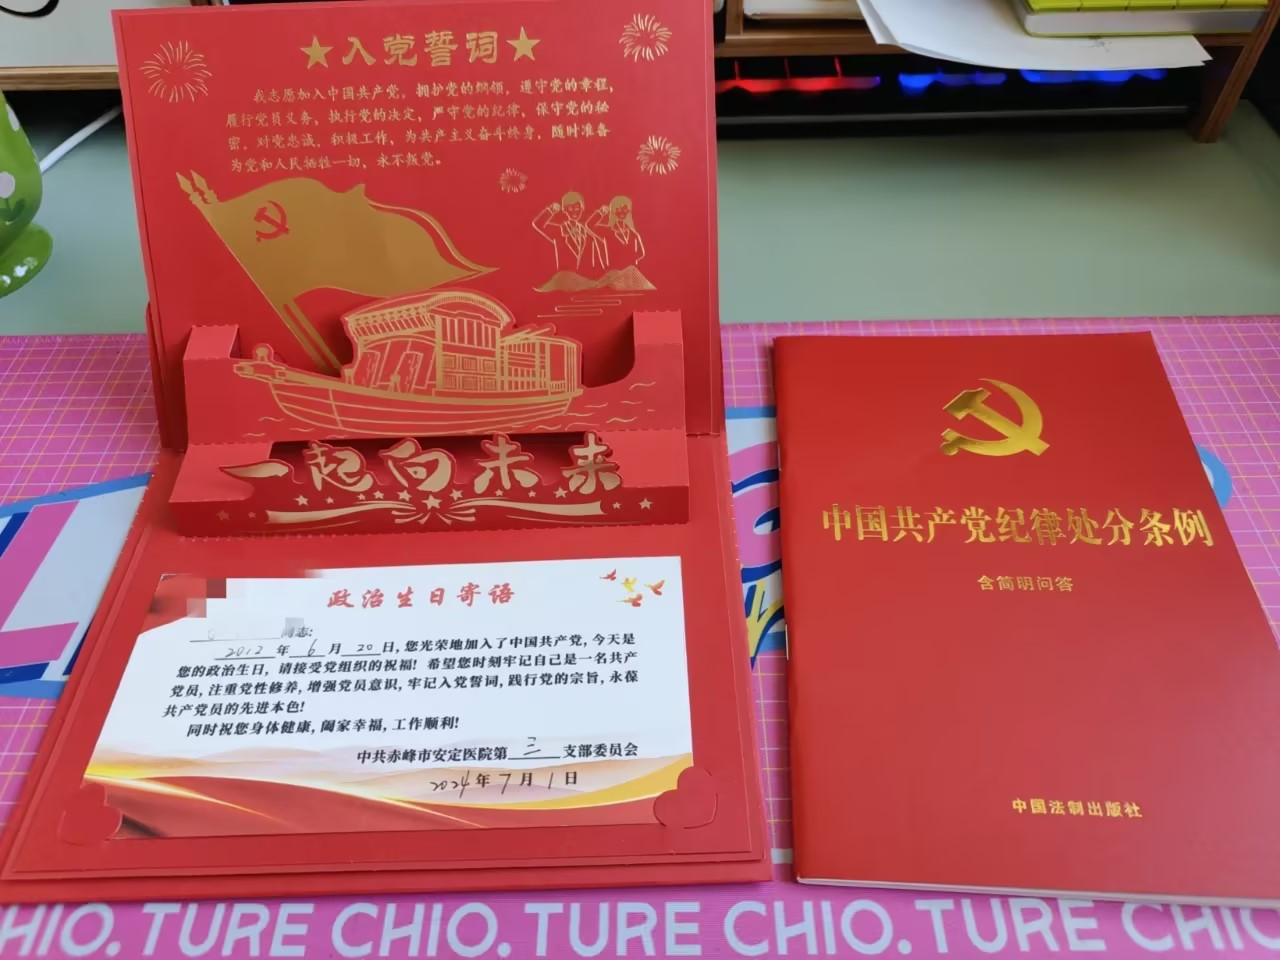 入党誓词
我志愿加入中国共产党，拥护党的纲领，遵守党的章程，
履行党员义务，执行党的决定，严守党的纪律，保守党的秘
密，对党忠诚，积极工作，为共产主义奋斗终身，随时准备
为党和人民牺牲一切，永不叛党。
一起向未来
政治生日寄语
同志：
2012 年 6 月 20 日，您光荣地加入了中国共产党，今天是
您的政治生日，请接受党组织的祝福！希望您时刻牢记自己是一名共产
党员，注重党性修养，增强党员意识，牢记入党誓词，践行党的宗旨，永葆
共产党员的先进本色！
同时祝您身体健康，阖家幸福，工作顺利！
中共赤峰市安定医院第 三 支部委员会
2024 年 7 月 1 日
中国共产党纪律处分条例
含简明问答
中国法制出版社
CHIO. TURE CHIO. TURE CHIO. TURE CHIO